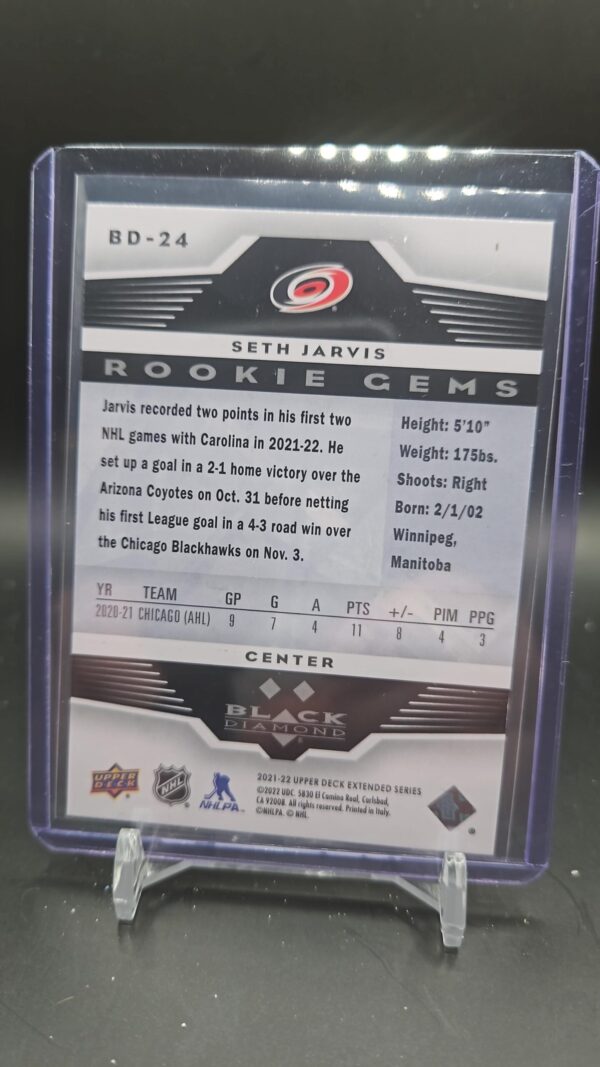 BD-24
SETH JARVIS
ROOKIE GEMS
Jarvis recorded two points in his first two
NHL games with Carolina in 2021-22. He
set up a goal in a 2-1 home victory over the
Arizona Coyotes on Oct. 31 before netting
his first League goal in a 4-3 road win over
the Chicago Blackhawks on Nov. 3.
Height: 5'10"
Weight: 175bs.
Shoots: Right
Born: 2/1/02
Winnipeg,
Manitoba
YR TEAM GP G A PTS +/- PIM PPG
2020-21 CHICAGO (AHL) 9 7 4 11 8 4 3
CENTER
BLACK
DIAMOND
UPPER
DECK
NHL
NHLPA
2021-22 UPPER DECK EXTENDED SERIES
©2022 UDC. 5830 El Camino Real, Carlsbad,
CA 92008. All rights reserved. Printed in Italy.
©NHLPA. © NHL.